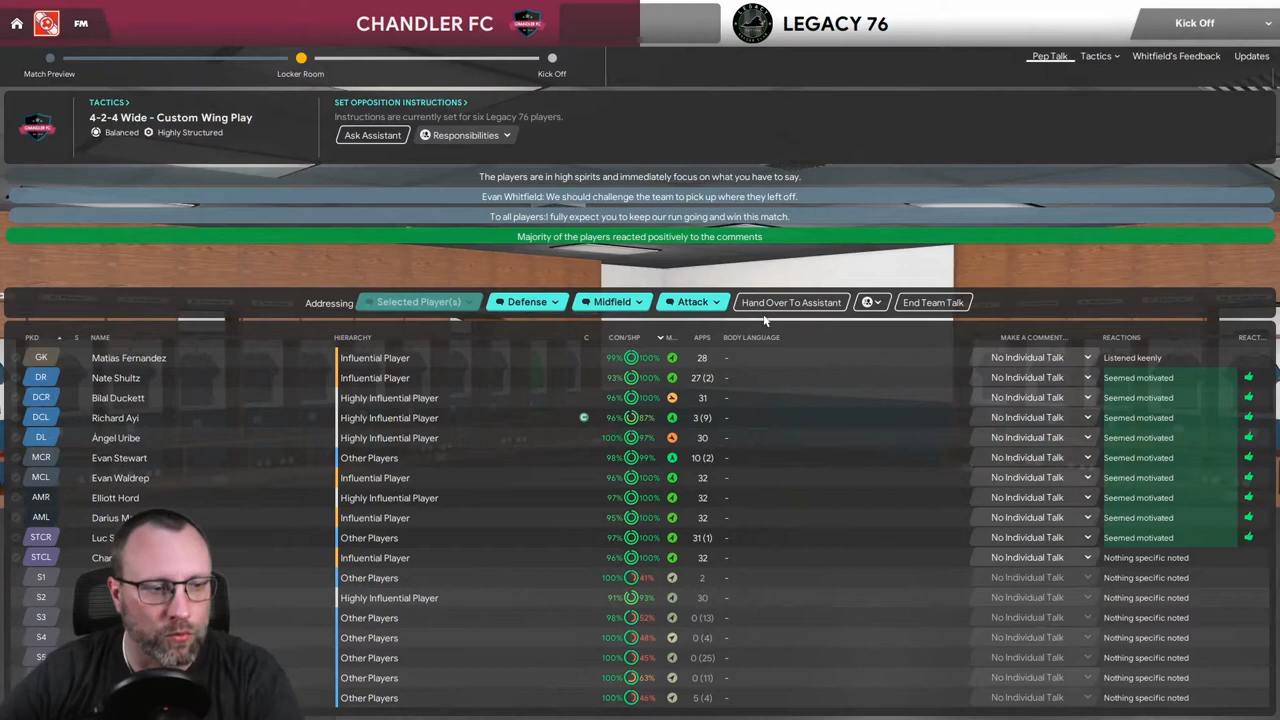 FM
CHANDLER FC
LEGACY 76
Kick Off
Match Preview
Locker Room
Kick Off
Pep Talk
Tactics
Whitfield's Feedback
Updates
TACTICS
4-2-4 Wide - Custom Wing Play
Balanced
Highly Structured
SET OPPOSITION INSTRUCTIONS
Instructions are currently set for six Legacy 76 players.
Ask Assistant
Responsibilities
The players are in high spirits and immediately focus on what you have to say.
Evan Whitfield: We should challenge the team to pick up where they left off.
To all players:I fully expect you to keep our run going and win this match.
Majority of the players reacted positively to the comments
Addressing
Selected Player(s)
Defense
Midfield
Attack
Hand Over To Assistant
End Team Talk
PKD S NAME HIERARCHY C CON/SHP M... APPS BODY LANGUAGE MAKE A COMMENT... REACTIONS REACT...
GK Matias Fernandez Influential Player 99% 100% 28 - No Individual Talk Listened keenly
DR Nate Shultz Influential Player 93% 100% 27 (2) - No Individual Talk Seemed motivated
DCR Bilal Duckett Highly Influential Player 96% 100% 31 - No Individual Talk Seemed motivated
DCL Richard Ayi Highly Influential Player C 96% 87% 3 (9) - No Individual Talk Seemed motivated
DL Ángel Uribe Highly Influential Player 100% 97% 30 - No Individual Talk Seemed motivated
MCR Evan Stewart Other Players 98% 99% 10 (2) - No Individual Talk Seemed motivated
MCL Evan Waldrep Influential Player 96% 100% 32 - No Individual Talk Seemed motivated
AMR Elliott Hord Highly Influential Player 97% 100% 32 - No Individual Talk Seemed motivated
AML Darius M Influential Player 95% 100% 32 - No Individual Talk Seemed motivated
STCR Luc S Other Players 97% 100% 31 (1) - No Individual Talk Seemed motivated
STCL Char Influential Player 96% 100% 32 - No Individual Talk Nothing specific noted
S1 Other Players 100% 41% 2 - No Individual Talk Nothing specific noted
S2 Highly Influential Player 91% 93% 30 - No Individual Talk Nothing specific noted
S3 Other Players 98% 52% 0 (13) - No Individual Talk Nothing specific noted
S4 Other Players 100% 48% 0 (4) - No Individual Talk Nothing specific noted
S5 Other Players 100% 45% 0 (25) - No Individual Talk Nothing specific noted
Other Players 100% 63% 0 (11) - No Individual Talk Nothing specific noted
Other Players 100% 46% 5 (4) - No Individual Talk Nothing specific noted